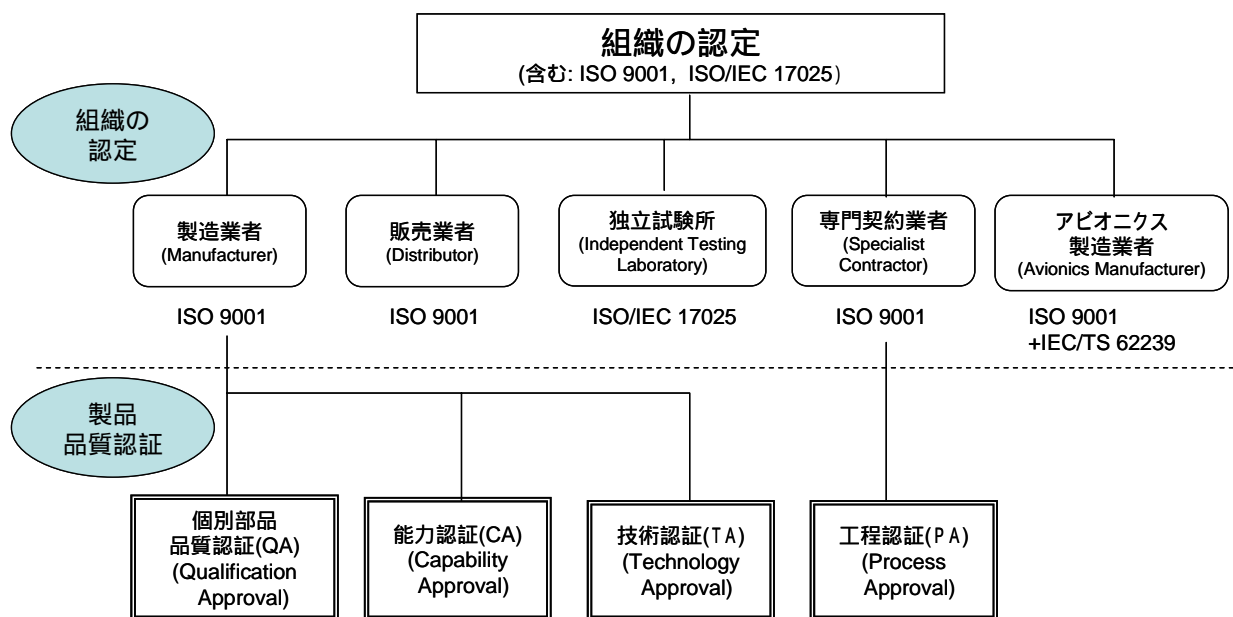 組織の認定
(含む: ISO 9001, ISO/IEC 17025)
組織の
認定
製造業者
(Manufacturer)
販売業者
(Distributor)
独立試験所
(Independent Testing
Laboratory)
専門契約業者
(Specialist
Contractor)
アビオニクス
製造業者
(Avionics Manufacturer)
ISO 9001
ISO 9001
ISO/IEC 17025
ISO 9001
ISO 9001
+IEC/TS 62239
製品
品質認証
個別部品
品質認証(QA)
(Qualification
Approval)
能力認証(CA)
(Capability
Approval)
技術認証(TA)
(Technology
Approval)
工程認証(PA)
(Process
Approval)